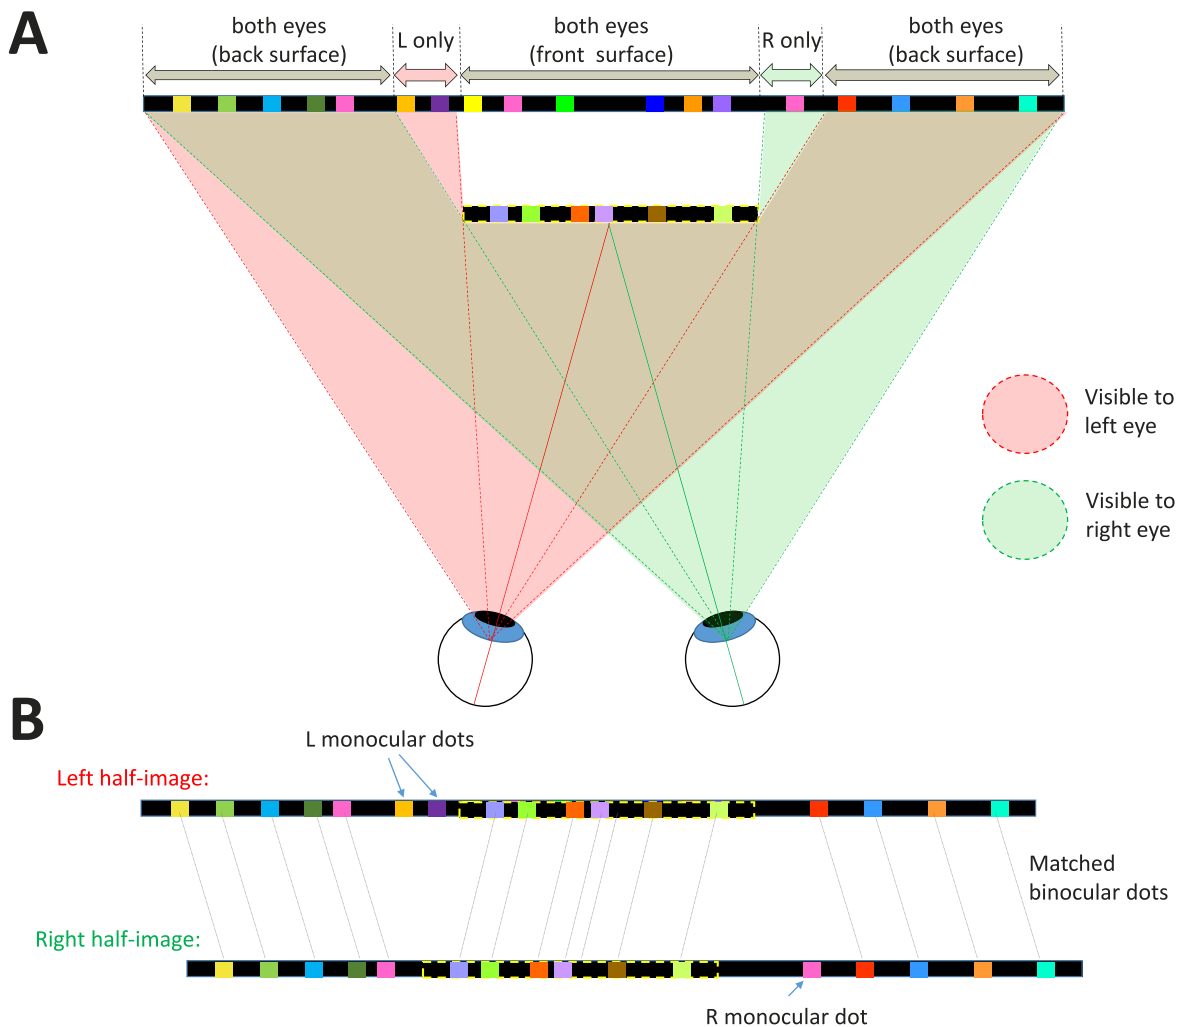 A
both eyes
(back surface)
L only
both eyes
(front surface)
R only
both eyes
(back surface)
Visible to
left eye
Visible to
right eye
B
L monocular dots
Left half-image:
Matched
binocular dots
Right half-image:
R monocular dot